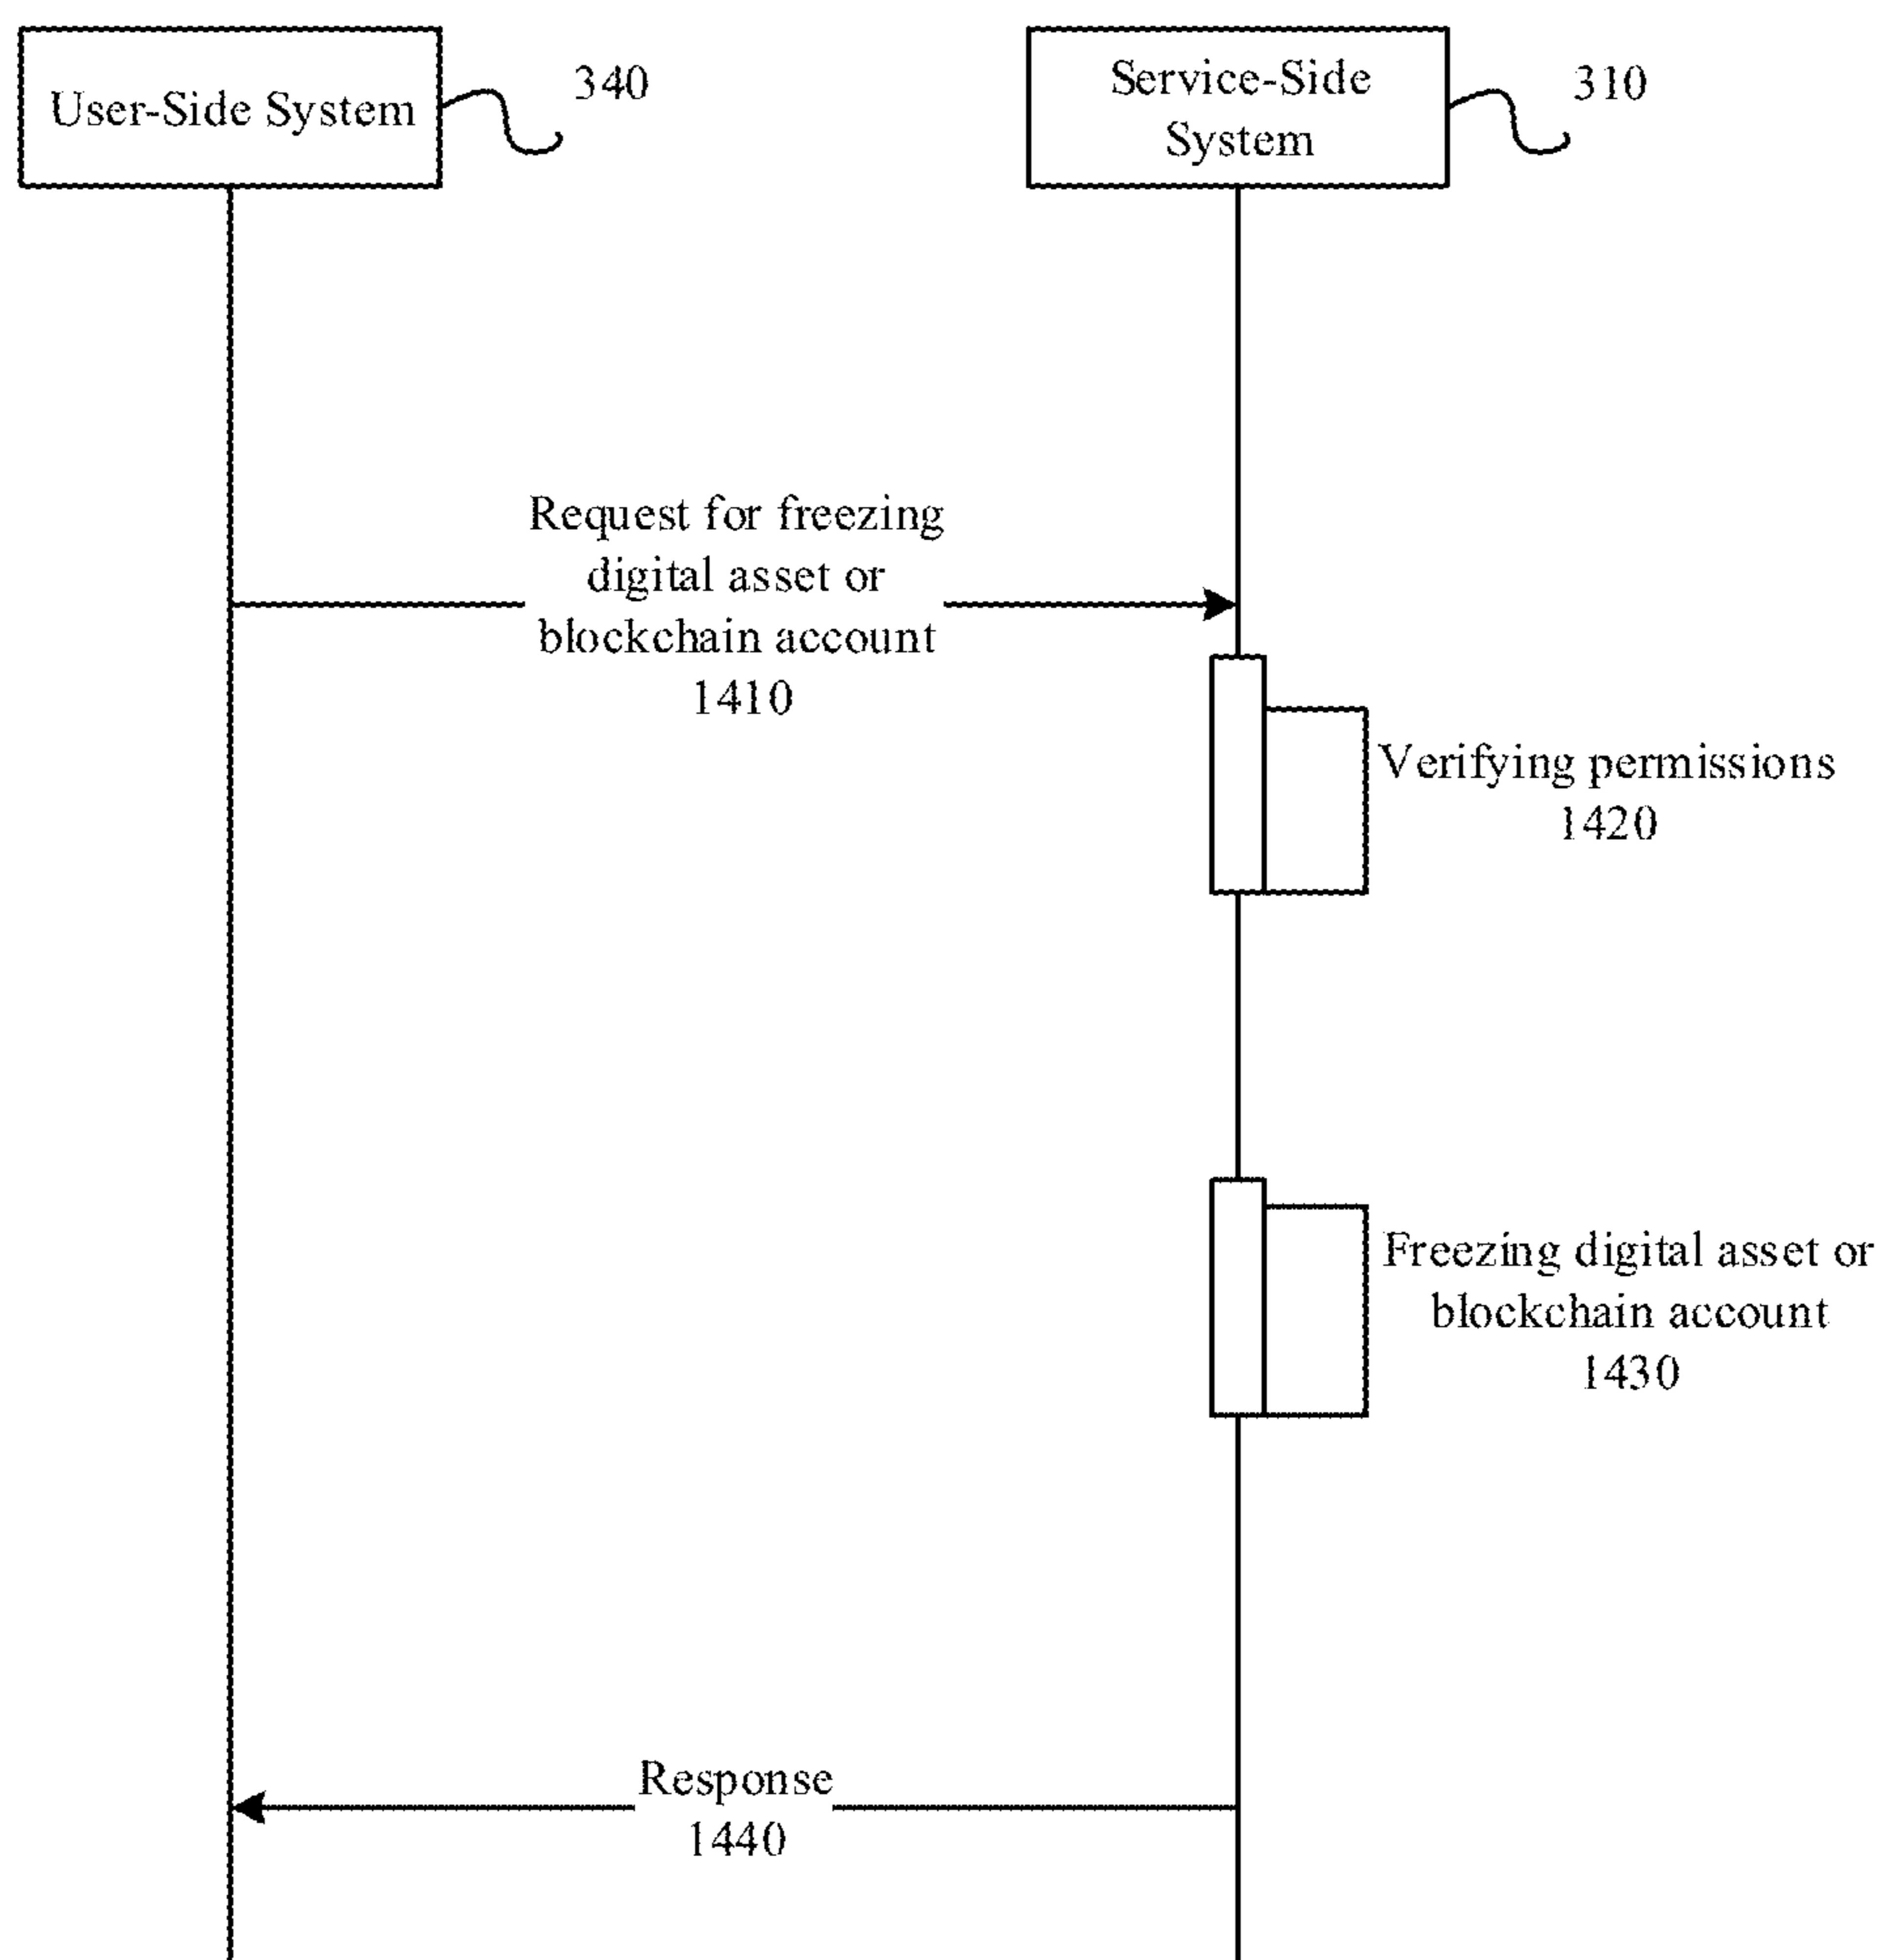 User-Side System
340
Service-Side
System
310
Request for freezing
digital asset or
blockchain account
1410
Verifying permissions
1420
Freezing digital asset or
blockchain account
1430
Response
1440